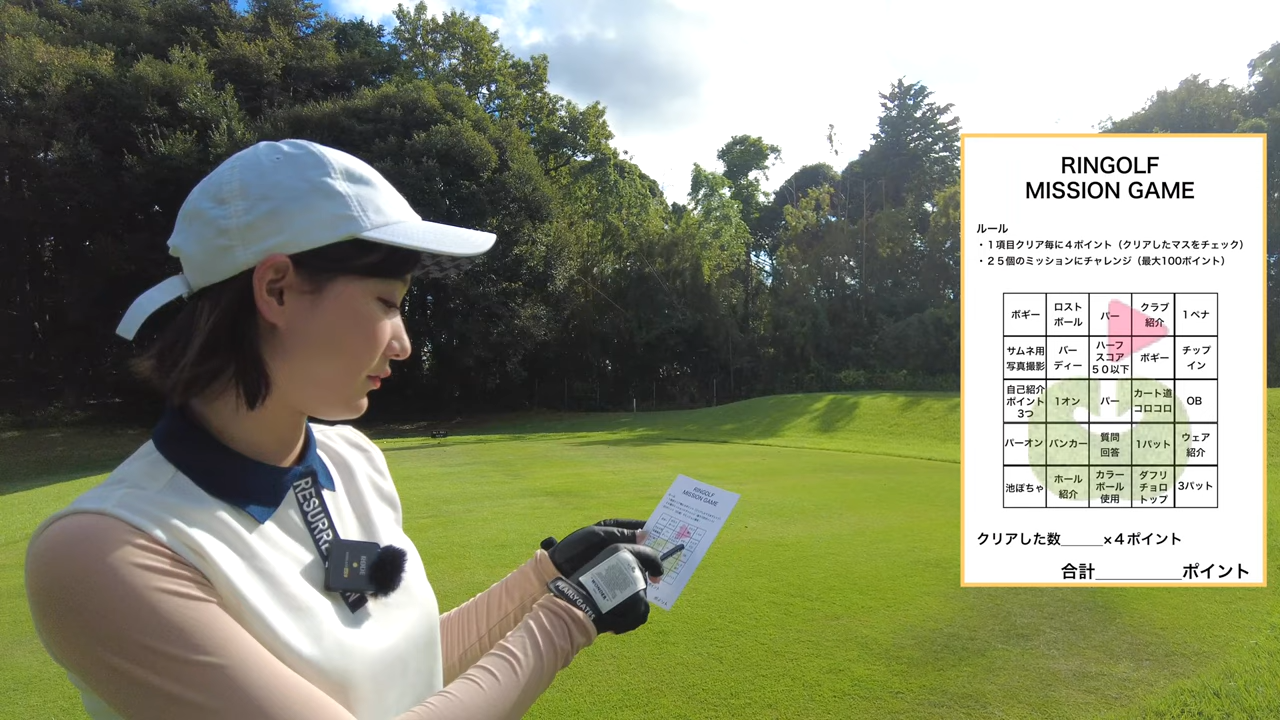 RINGOLF
MISSION GAME
ルール
・1項目クリア毎に4ポイント（クリアしたマスをチェック）
・25個のミッションにチャレンジ（最大100ポイント）
ボギー
ロスト
ボール
パー
クラブ
紹介
1ペナ
サムネ用
写真撮影
バー
ディー
ハーフ
スコア
50以下
ボギー
チップ
イン
自己紹介
ポイント
3つ
1オン
パー
カート道
コロコロ
OB
パーオン
バンカー
質問
回答
1パット
ウェア
紹介
池ぽちゃ
ホール
紹介
カラー
ボール
使用
ダフリ
チョロ
トップ
3パット
クリアした数_____×4ポイント
合計_________ポイント
RESURRE
RINGOLF
MISSION GAME